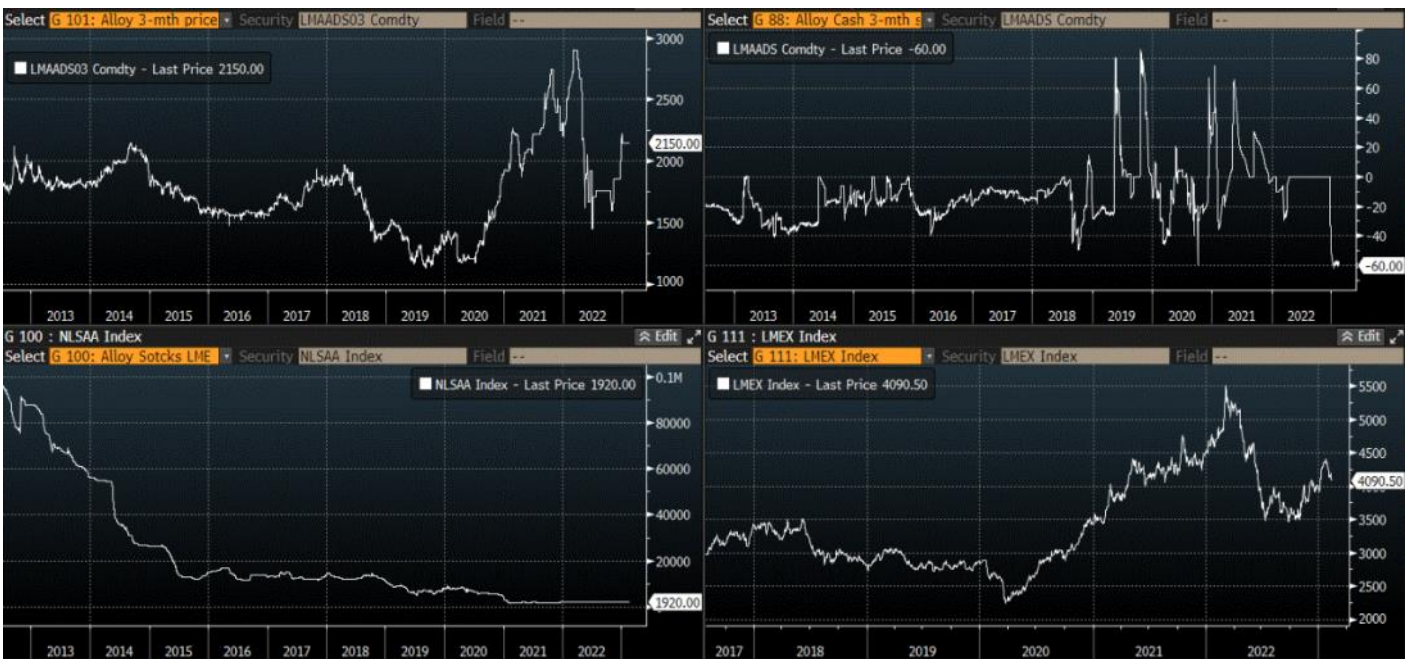 Select G 101: Alloy 3-mth price Security LMAADS03 Comdty Field --
LMAADS03 Comdty - Last Price 2150.00
3000
2500
2150.00
2000
1500
1000
2013 2014 2015 2016 2017 2018 2019 2020 2021 2022
Select G 88: Alloy Cash 3-mth s Security LMAADS Comdty Field --
LMAADS Comdty - Last Price -60.00
80
60
40
20
0
-20
-40
-60.00
2013 2014 2015 2016 2017 2018 2019 2020 2021 2022
G 100 : NLSAA Index Edit
Select G 100: Alloy Sotcks LME Security NLSAA Index Field --
NLSAA Index - Last Price 1920.00
0.1M
80000
60000
40000
20000
1920.00
2013 2014 2015 2016 2017 2018 2019 2020 2021 2022
G 111 : LMEX Index Edit
Select G 111: LMEX Index Security LMEX Index Field --
LMEX Index - Last Price 4090.50
5500
5000
4500
4090.50
3500
3000
2500
2000
2017 2018 2019 2020 2021 2022